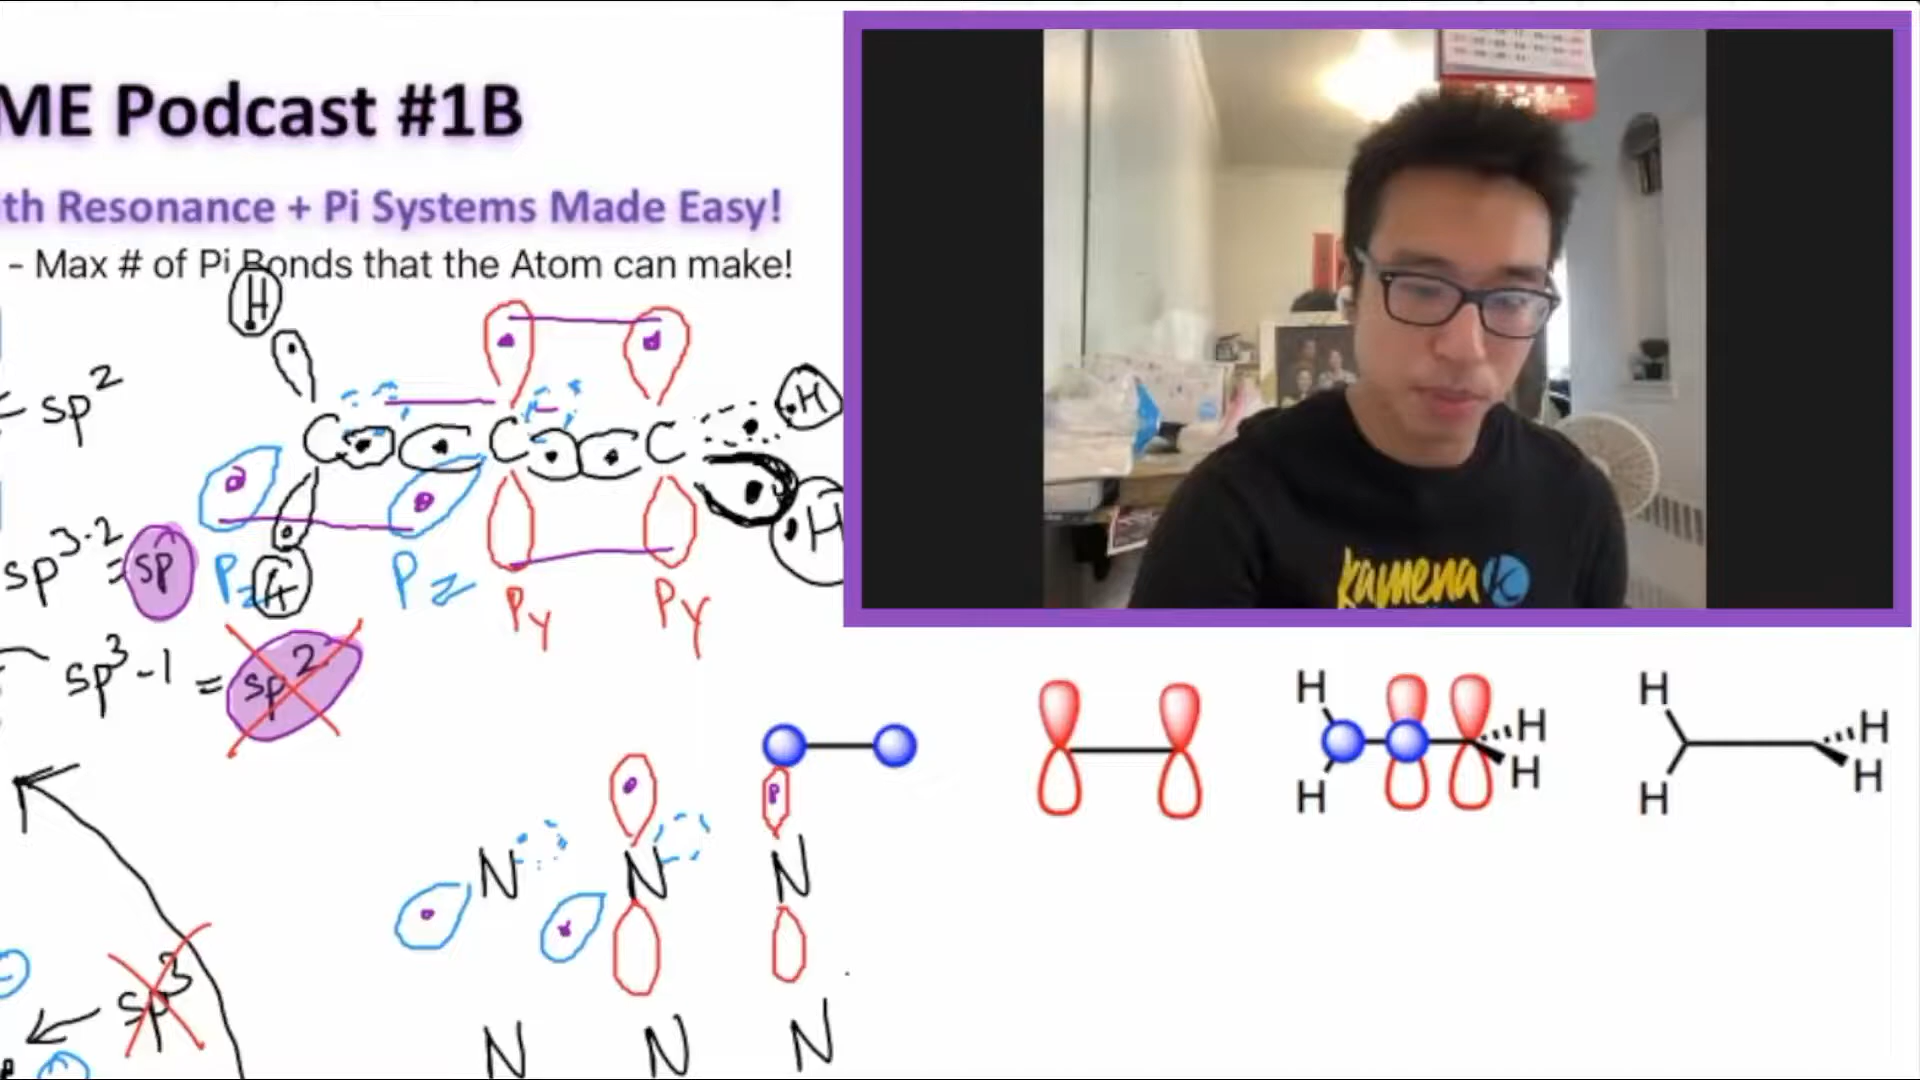 ME Podcast #1B
ith Resonance + Pi Systems Made Easy!
- Max # of Pi Bonds that the Atom can make!
H
sp²
C C C H
H
sp³⁻² = sp
Pz H Pz Py Py
sp³-1 = sp²
kamena K
H H H
H H H
H H
H H
N N N
sp³
N N N